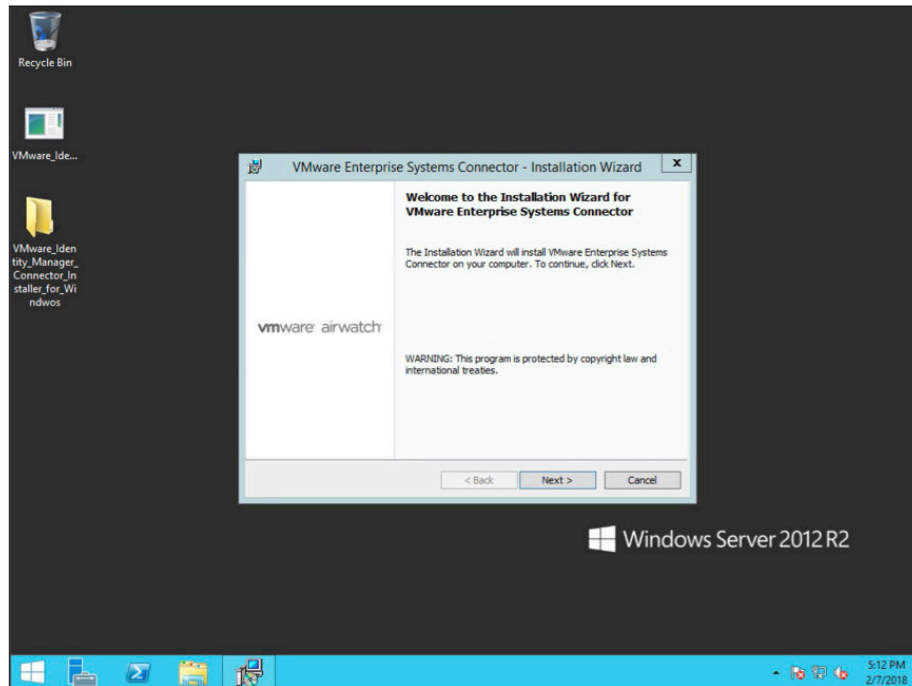 Recycle Bin
VMware_Ide...
VMware_Iden
tity_Manager_
Connector_In
staller_for_Wi
ndwos
VMware Enterprise Systems Connector - Installation Wizard
x
Welcome to the Installation Wizard for
VMware Enterprise Systems Connector
The Installation Wizard will install VMware Enterprise Systems
Connector on your computer. To continue, click Next.
vmware airwatch
WARNING: This program is protected by copyright law and
international treaties.
< Back
Next >
Cancel
Windows Server 2012 R2
5:12 PM
2/7/2018